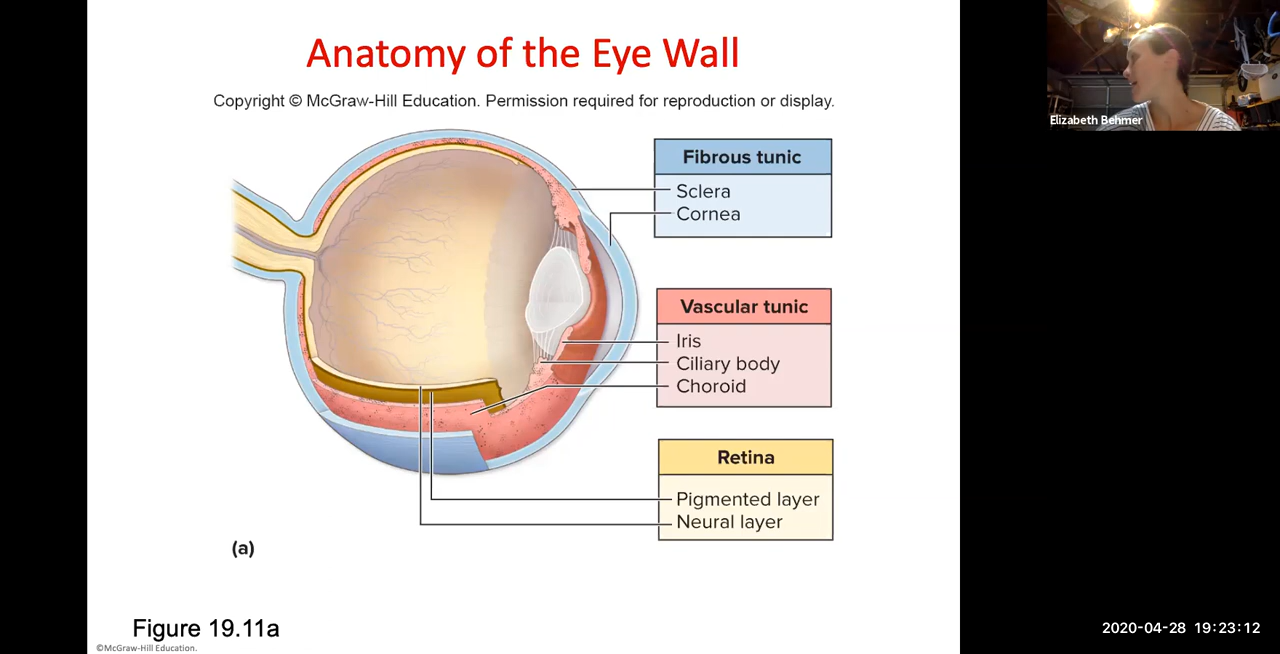 Anatomy of the Eye Wall
Copyright © McGraw-Hill Education. Permission required for reproduction or display.
Elizabeth Behmer
Fibrous tunic
Sclera
Cornea
Vascular tunic
Iris
Ciliary body
Choroid
Retina
Pigmented layer
Neural layer
(a)
Figure 19.11a
©McGraw-Hill Education.
2020-04-28 19:23:12